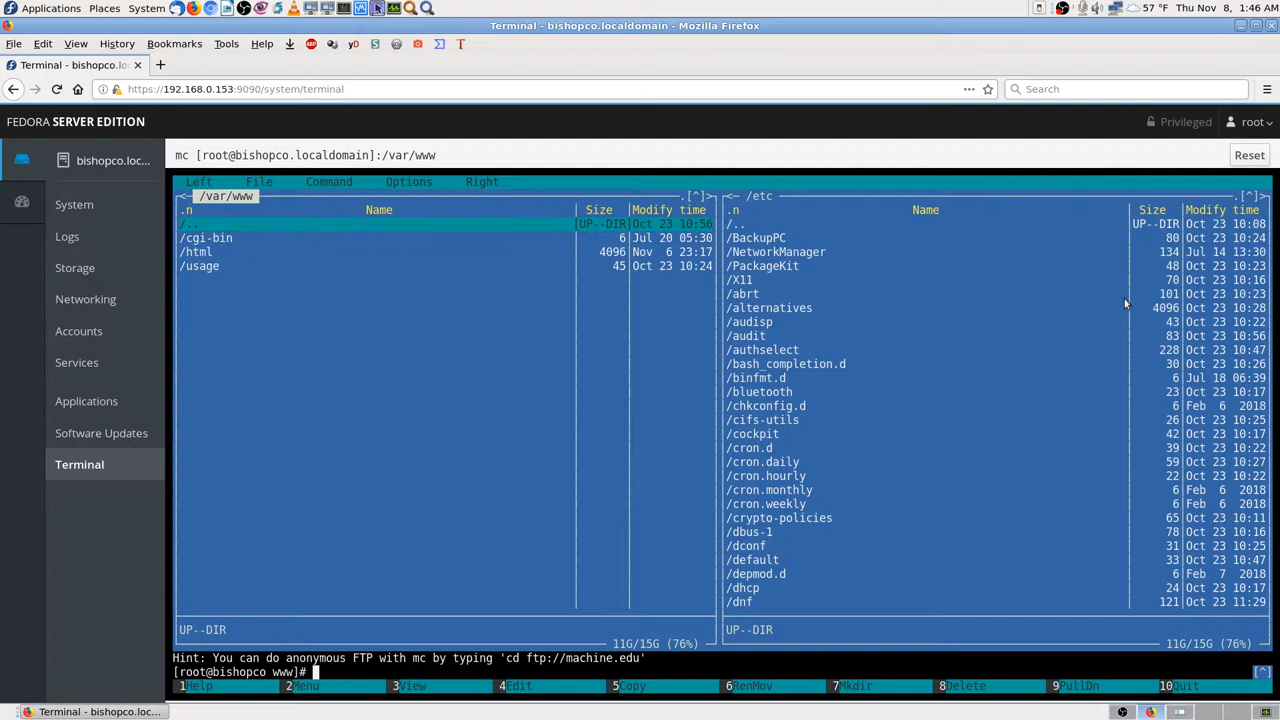 Applications Places System 57 °F Thu Nov 8, 1:46 AM
Terminal - bishopco.localdomain - Mozilla Firefox
File Edit View History Bookmarks Tools Help
Terminal - bishopco.lo
https://192.168.0.153:9090/system/terminal Search
FEDORA SERVER EDITION Privileged root
bishopco.loc...
System
Logs
Storage
Networking
Accounts
Services
Applications
Software Updates
Terminal
mc [root@bishopco.localdomain]:/var/www Reset
Left File Command Options Right
<- /var/www .[^]> <- /etc .[^]>
.n Name Size Modify time .n Name Size Modify time
/.. UP--DIR Oct 23 10:56 /.. UP--DIR Oct 23 10:08
/cgi-bin 6 Jul 20 05:30 /BackupPC 80 Oct 23 10:24
/html 4096 Nov 6 23:17 /NetworkManager 134 Jul 14 13:30
/usage 45 Oct 23 10:24 /PackageKit 48 Oct 23 10:23
/X11 70 Oct 23 10:16
/abrt 101 Oct 23 10:23
/alternatives 4096 Oct 23 10:28
/audisp 43 Oct 23 10:22
/audit 83 Oct 23 10:56
/authselect 228 Oct 23 10:47
/bash_completion.d 30 Oct 23 10:26
/binfmt.d 6 Jul 18 06:39
/bluetooth 23 Oct 23 10:17
/chkconfig.d 6 Feb 6 2018
/cifs-utils 26 Oct 23 10:25
/cockpit 42 Oct 23 10:17
/cron.d 39 Oct 23 10:22
/cron.daily 59 Oct 23 10:27
/cron.hourly 22 Oct 23 10:22
/cron.monthly 6 Feb 6 2018
/cron.weekly 6 Feb 6 2018
/crypto-policies 65 Oct 23 10:11
/dbus-1 78 Oct 23 10:16
/dconf 31 Oct 23 10:25
/default 33 Oct 23 10:47
/depmod.d 6 Feb 7 2018
/dhcp 24 Oct 23 10:17
/dnf 121 Oct 23 11:29
UP--DIR UP--DIR
11G/15G (76%) 11G/15G (76%)
Hint: You can do anonymous FTP with mc by typing 'cd ftp://machine.edu'
[root@bishopco www]# [^]
1Help 2Menu 3View 4Edit 5Copy 6RenMov 7Mkdir 8Delete 9PullDn 10Quit
Terminal - bishopco.loc...